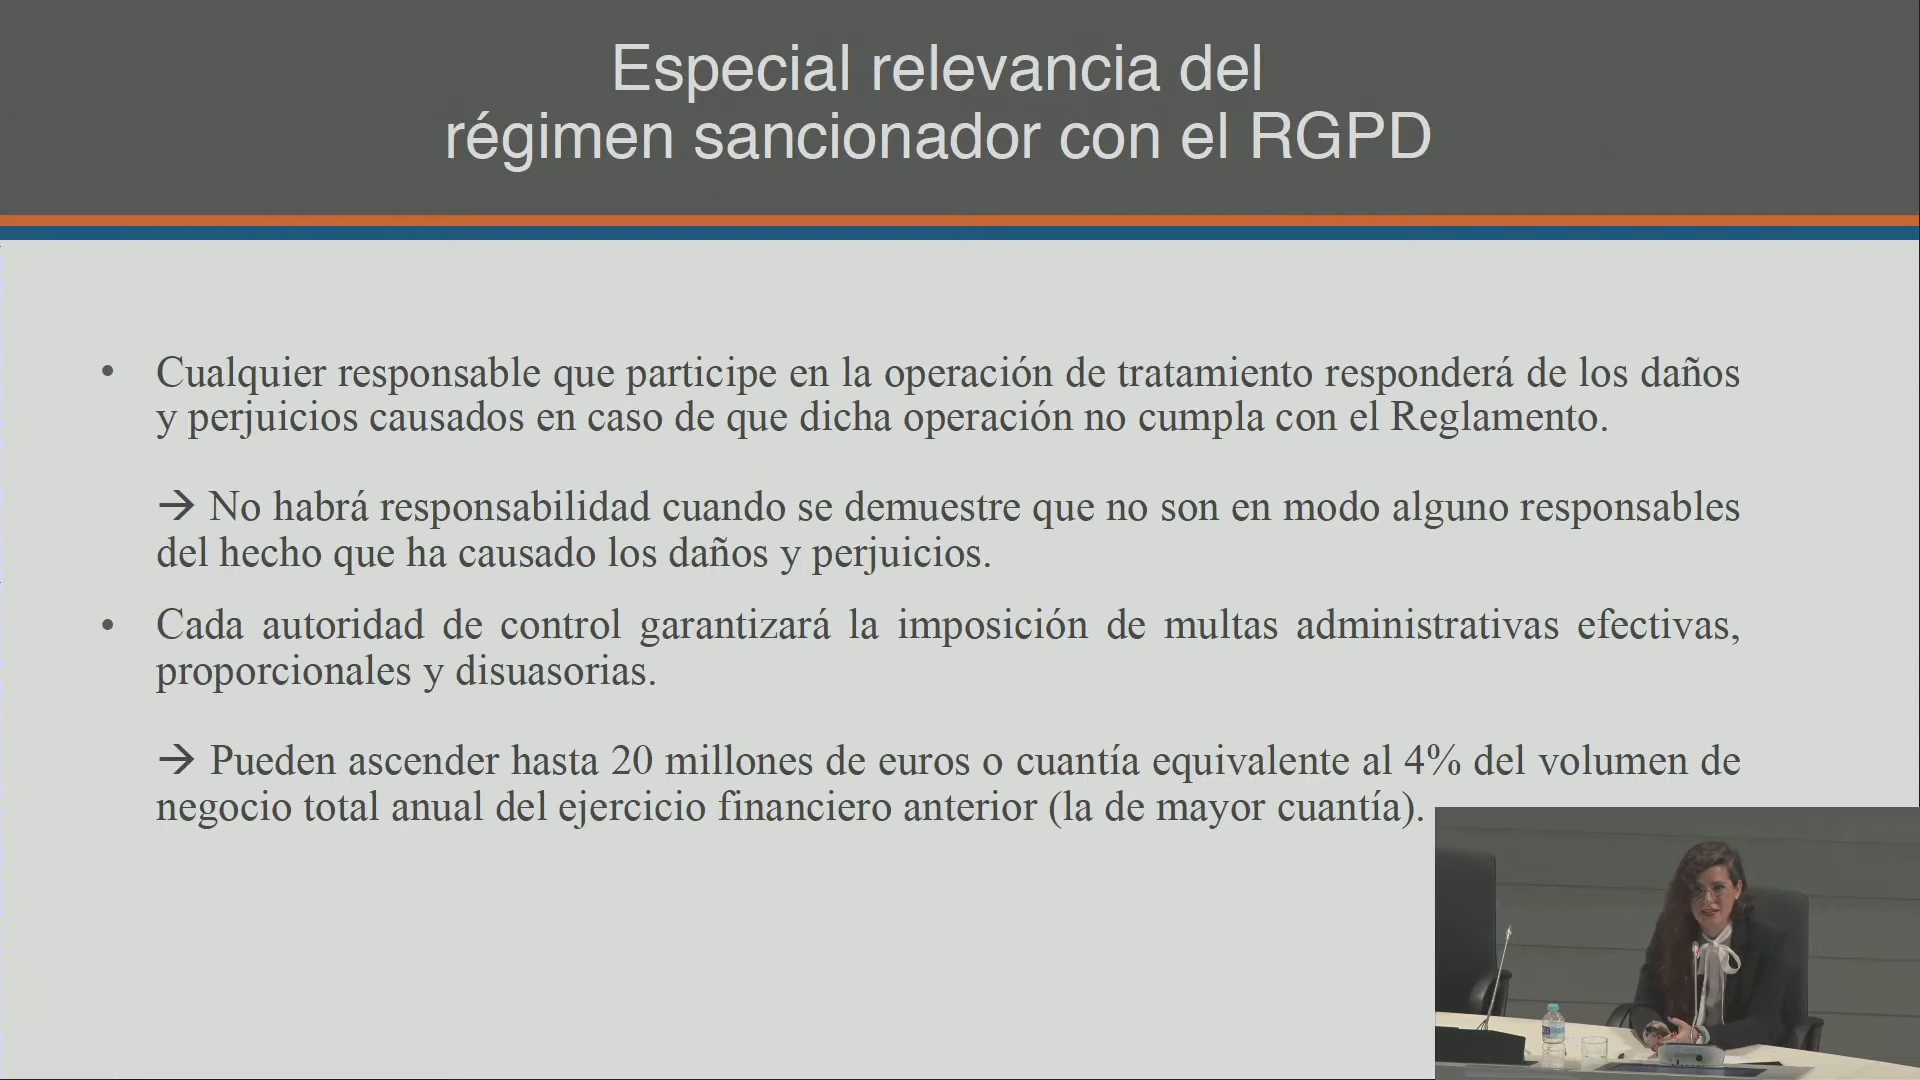 Especial relevancia del
régimen sancionador con el RGPD
• Cualquier responsable que participe en la operación de tratamiento responderá de los daños
y perjuicios causados en caso de que dicha operación no cumpla con el Reglamento.
→ No habrá responsabilidad cuando se demuestre que no son en modo alguno responsables
del hecho que ha causado los daños y perjuicios.
• Cada autoridad de control garantizará la imposición de multas administrativas efectivas,
proporcionales y disuasorias.
→ Pueden ascender hasta 20 millones de euros o cuantía equivalente al 4% del volumen de
negocio total anual del ejercicio financiero anterior (la de mayor cuantía).